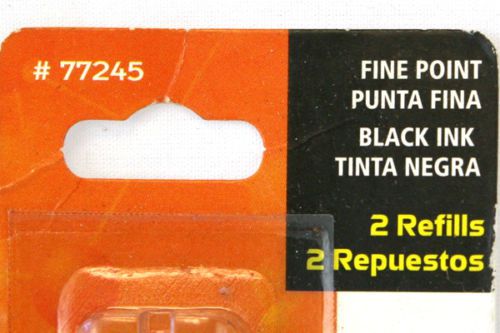 # 77245
FINE POINT
PUNTA FINA
BLACK INK
TINTA NEGRA
2 Refills
2 Repuestos